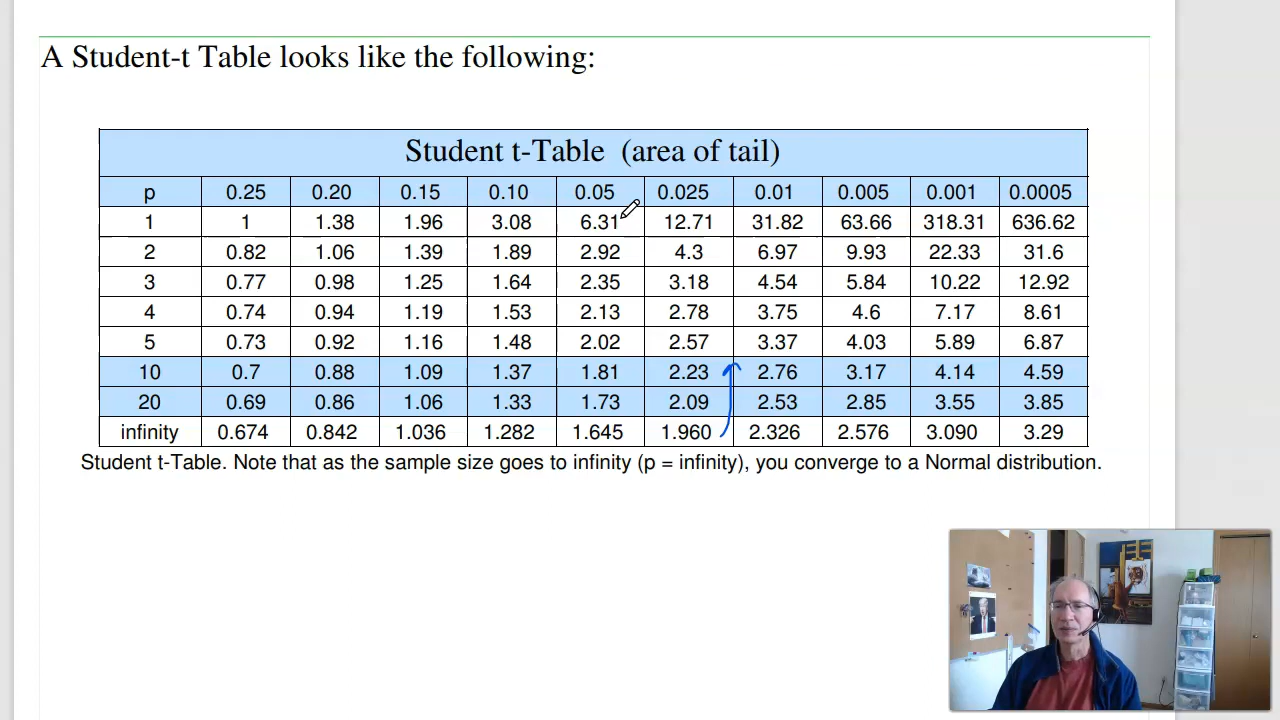 A Student-t Table looks like the following:
Student t-Table (area of tail)
p 0.25 0.20 0.15 0.10 0.05 0.025 0.01 0.005 0.001 0.0005
1 1 1.38 1.96 3.08 6.31 12.71 31.82 63.66 318.31 636.62
2 0.82 1.06 1.39 1.89 2.92 4.3 6.97 9.93 22.33 31.6
3 0.77 0.98 1.25 1.64 2.35 3.18 4.54 5.84 10.22 12.92
4 0.74 0.94 1.19 1.53 2.13 2.78 3.75 4.6 7.17 8.61
5 0.73 0.92 1.16 1.48 2.02 2.57 3.37 4.03 5.89 6.87
10 0.7 0.88 1.09 1.37 1.81 2.23 2.76 3.17 4.14 4.59
20 0.69 0.86 1.06 1.33 1.73 2.09 2.53 2.85 3.55 3.85
infinity 0.674 0.842 1.036 1.282 1.645 1.960 2.326 2.576 3.090 3.29
Student t-Table. Note that as the sample size goes to infinity (p = infinity), you converge to a Normal distribution.